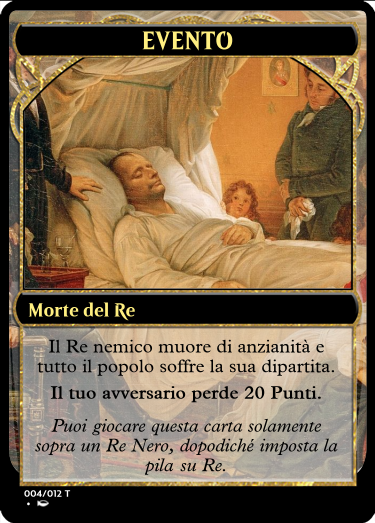 EVENTO
Morte del Re
Il Re nemico muore di anzianità e
tutto il popolo soffre la sua dipartita.
Il tuo avversario perde 20 Punti.
Puoi giocare questa carta solamente
sopra un Re Nero, dopodiché imposta la
pila su Re.
004/012 T